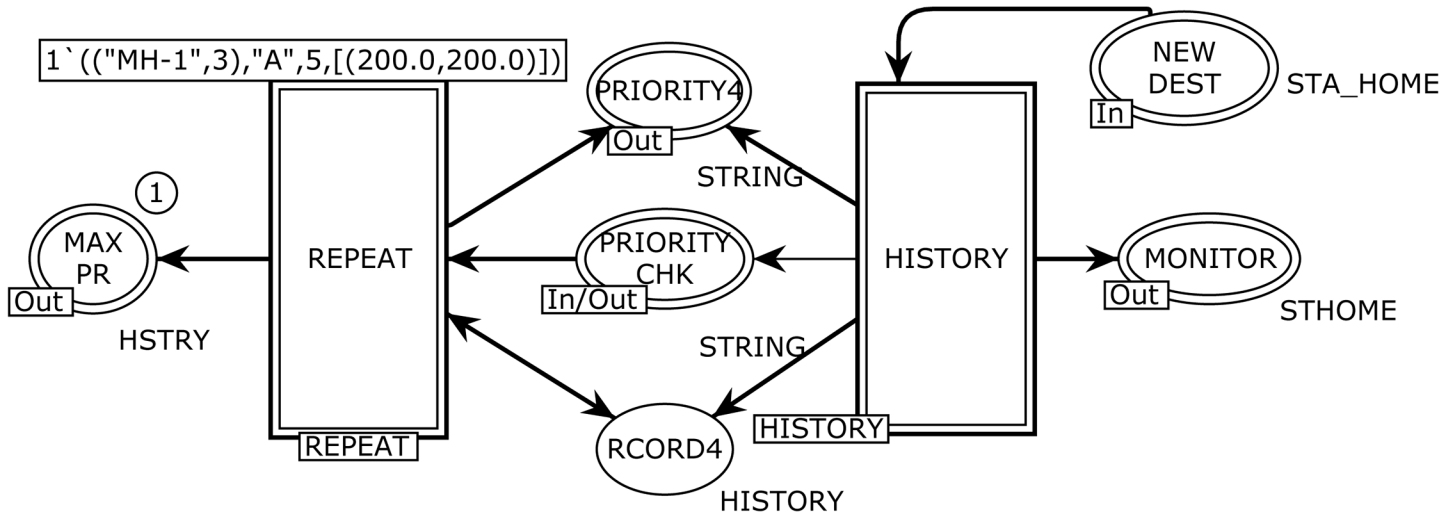 1`(("MH-1",3),"A",5,[(200.0,200.0)])
PRIORITY4
Out
NEW
DEST
In
STA_HOME
STRING
1
MAX
PR
Out
HSTRY
REPEAT
PRIORITY
CHK
In/Out
HISTORY
MONITOR
Out
STHOME
STRING
REPEAT
RCORD4
HISTORY
HISTORY